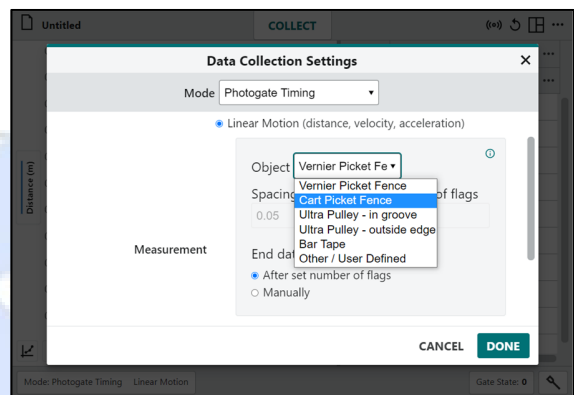 Untitled
COLLECT
Data Collection Settings
Mode Photogate Timing
Linear Motion (distance, velocity, acceleration)
Object Vernier Picket Fe
Vernier Picket Fence
Spacing of flags
Cart Picket Fence
0.05
Ultra Pulley - in groove
Ultra Pulley - outside edge
Bar Tape
Other / User Defined
Distance (m)
Measurement
End dat
After set number of flags
Manually
CANCEL DONE
Mode: Photogate Timing Linear Motion
Gate State: 0